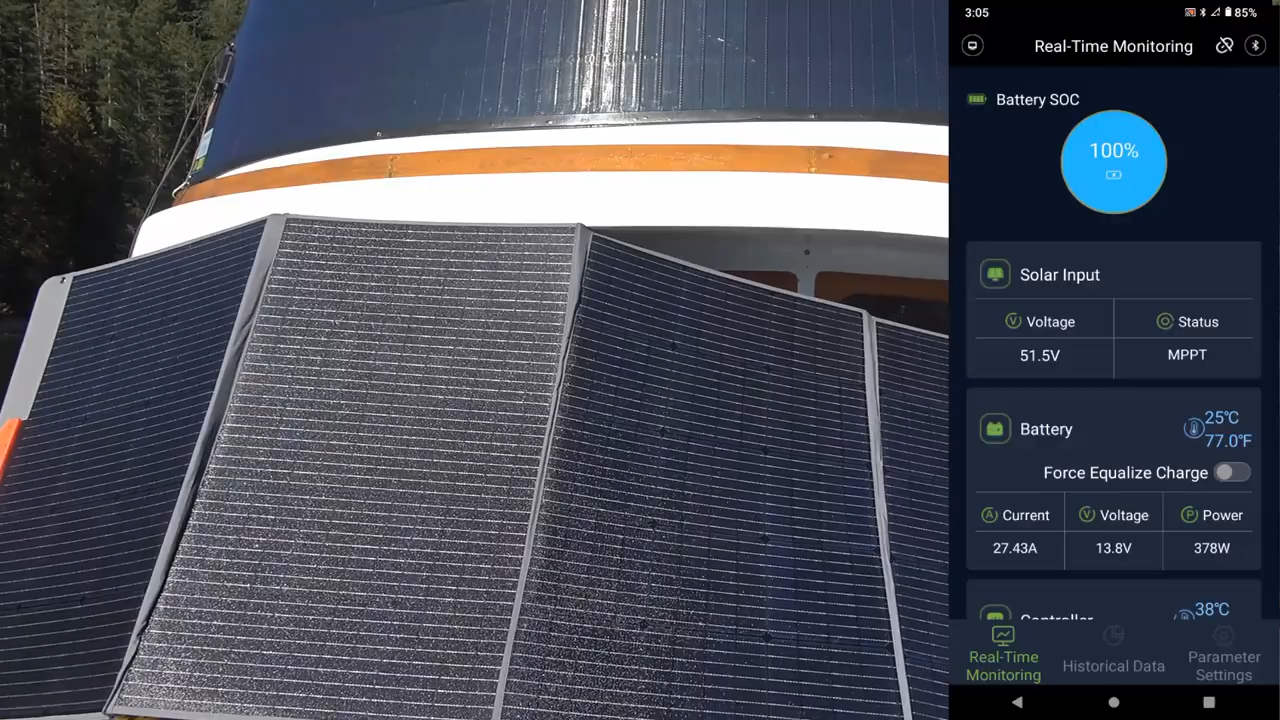 3:05
85%
Real-Time Monitoring
Battery SOC
100%
Solar Input
Voltage
Status
51.5V
MPPT
Battery
25℃
77.0℉
Force Equalize Charge
Current
Voltage
Power
27.43A
13.8V
378W
Controller
38℃
Real-Time
Monitoring
Historical Data
Parameter
Settings